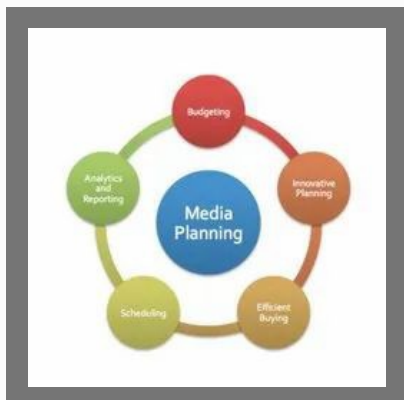 Budgeting
Innovative
Planning
Efficient
Buying
Scheduling
Analytics
and
Reporting
Media
Planning